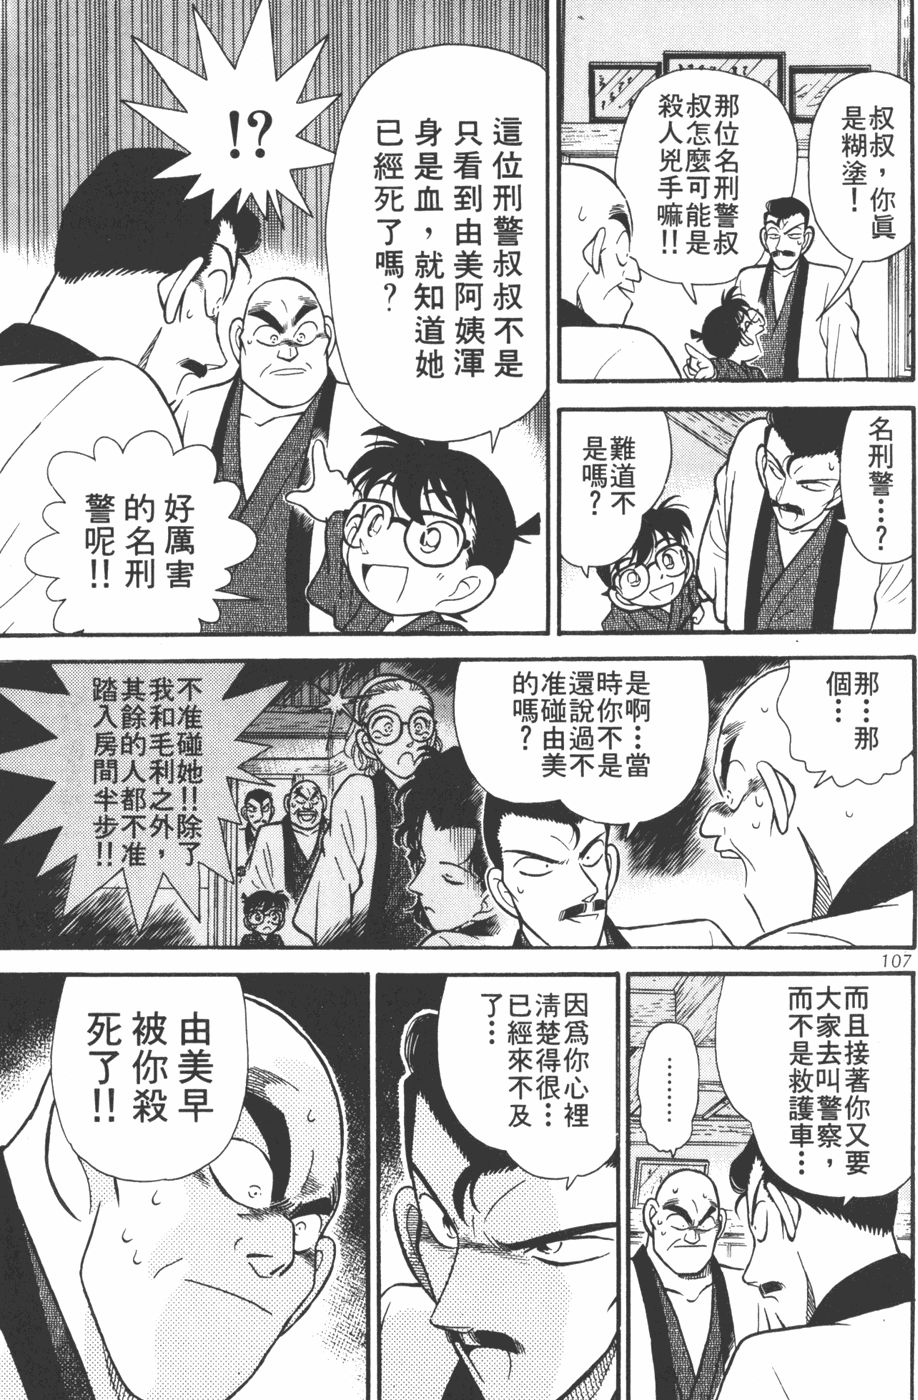 叔叔，你真
是糊塗！
那位名刑警叔
叔怎麼可能是
殺人兇手嘛!!
名刑警…？
難道不
是嗎？
這位刑警叔叔不是
只看到由美阿姨渾
身是血，就知道她
已經死了嗎？
!?
好厲害
的名刑
警呢!!
那…那
個…
是啊…當
時你不是
還說過不
准碰由美
的嗎？
不准碰她!!除了
我和毛利之外，
其餘的人都不准
踏入房間半步!!
107
而且接著你又要
大家去叫警察，
而不是救護車…
………
因爲你心裡
清楚得很…
已經來不及
了…
由美早
被你殺
死了!!